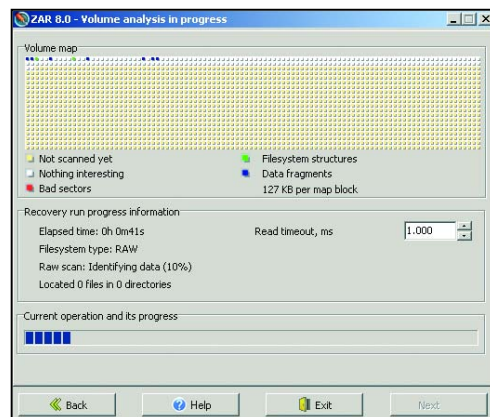 ZAR 8.0 - Volume analysis in progress
Volume map
Not scanned yet
Filesystem structures
Nothing interesting
Data fragments
Bad sectors
127 KB per map block
Recovery run progress information
Elapsed time: 0h 0m41s
Read timeout, ms
1.000
Filesystem type: RAW
Raw scan: Identifying data (10%)
Located 0 files in 0 directories
Current operation and its progress
Back
Help
Exit
Next